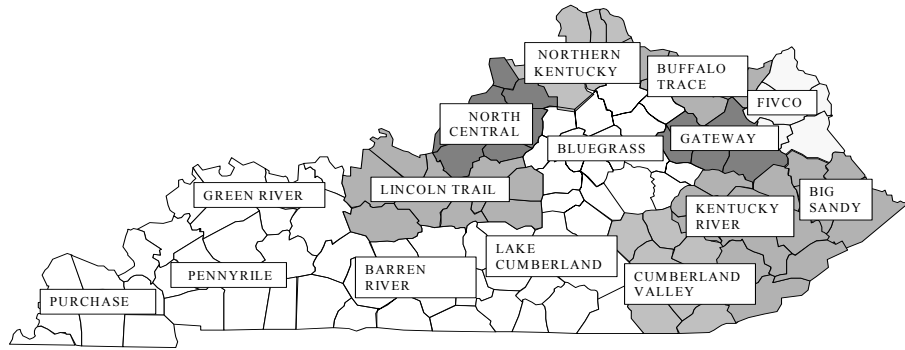 NORTHERN
KENTUCKY
BUFFALO
TRACE
FIVCO
NORTH
CENTRAL
GATEWAY
BLUEGRASS
GREEN RIVER
LINCOLN TRAIL
KENTUCKY
RIVER
BIG
SANDY
LAKE
CUMBERLAND
PENNYRILE
BARREN
RIVER
CUMBERLAND
VALLEY
PURCHASE